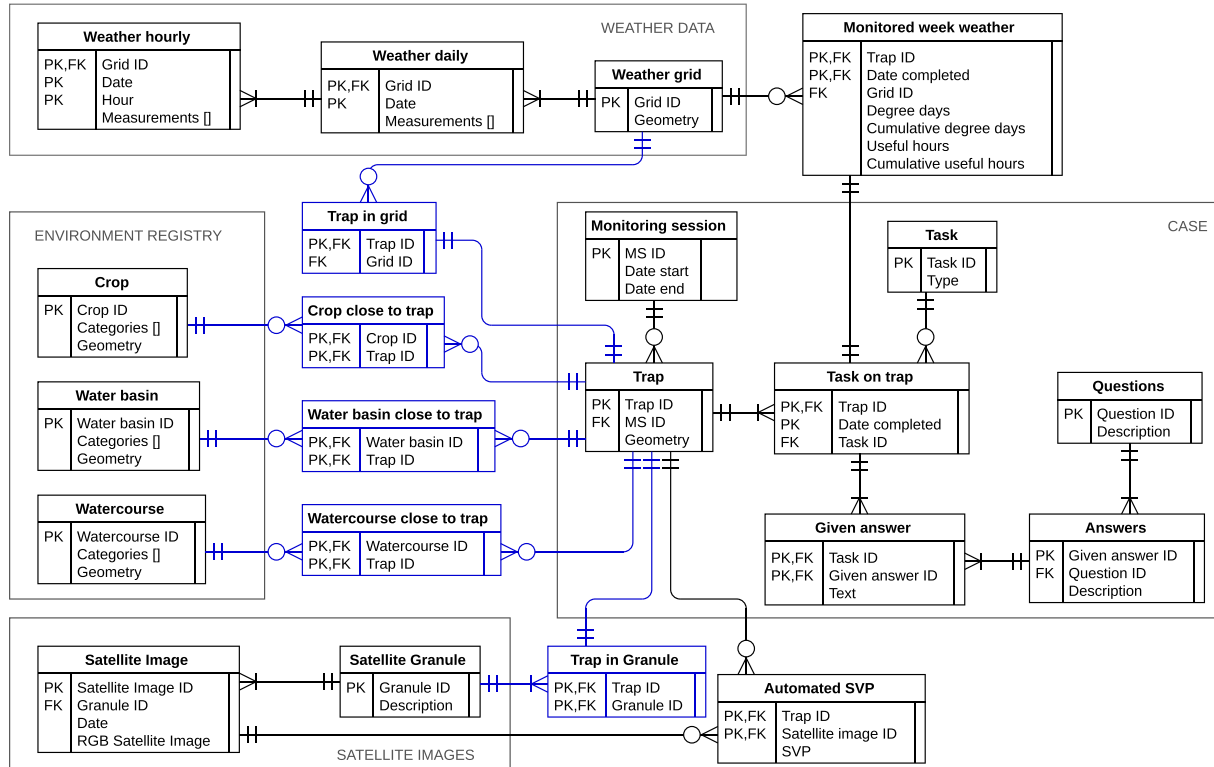 WEATHER DATA
Weather hourly
PK,FK Grid ID
PK Date
PK Hour
Measurements []
Weather daily
PK,FK Grid ID
PK Date
Measurements []
Weather grid
PK Grid ID
Geometry
Monitored week weather
PK,FK Trap ID
PK,FK Date completed
FK Grid ID
Degree days
Cumulative degree days
Useful hours
Cumulative useful hours
Trap in grid
PK,FK Trap ID
FK Grid ID
ENVIRONMENT REGISTRY
Crop
PK Crop ID
Categories []
Geometry
Crop close to trap
PK,FK Crop ID
PK,FK Trap ID
Water basin
PK Water basin ID
Categories []
Geometry
Water basin close to trap
PK,FK Water basin ID
PK,FK Trap ID
Watercourse
PK Watercourse ID
Categories []
Geometry
Watercourse close to trap
PK,FK Watercourse ID
PK,FK Trap ID
CASE
Monitoring session
PK MS ID
Date start
Date end
Task
PK Task ID
Type
Trap
PK Trap ID
FK MS ID
Geometry
Task on trap
PK,FK Trap ID
PK Date completed
FK Task ID
Questions
PK Question ID
Description
Given answer
PK,FK Task ID
PK,FK Given answer ID
Text
Answers
PK Given answer ID
FK Question ID
Description
Satellite Image
PK Satellite Image ID
FK Granule ID
Date
RGB Satellite Image
Satellite Granule
PK Granule ID
Description
SATELLITE IMAGES
Trap in Granule
PK,FK Trap ID
PK,FK Granule ID
Automated SVP
PK,FK Trap ID
PK,FK Satellite image ID
SVP